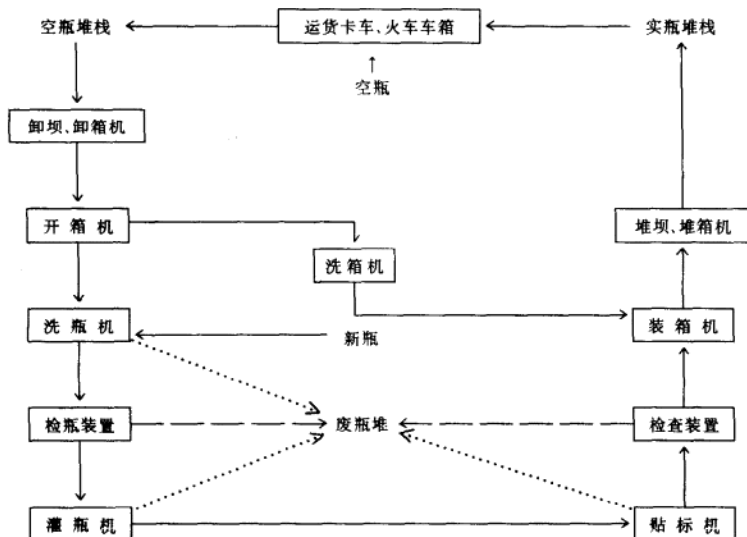 空瓶堆栈
运货卡车、火车车箱
实瓶堆栈
空瓶
卸坝、卸箱机
开箱机
堆坝、堆箱机
洗箱机
洗瓶机
新瓶
装箱机
检瓶装置
废瓶堆
检查装置
灌瓶机
贴标机